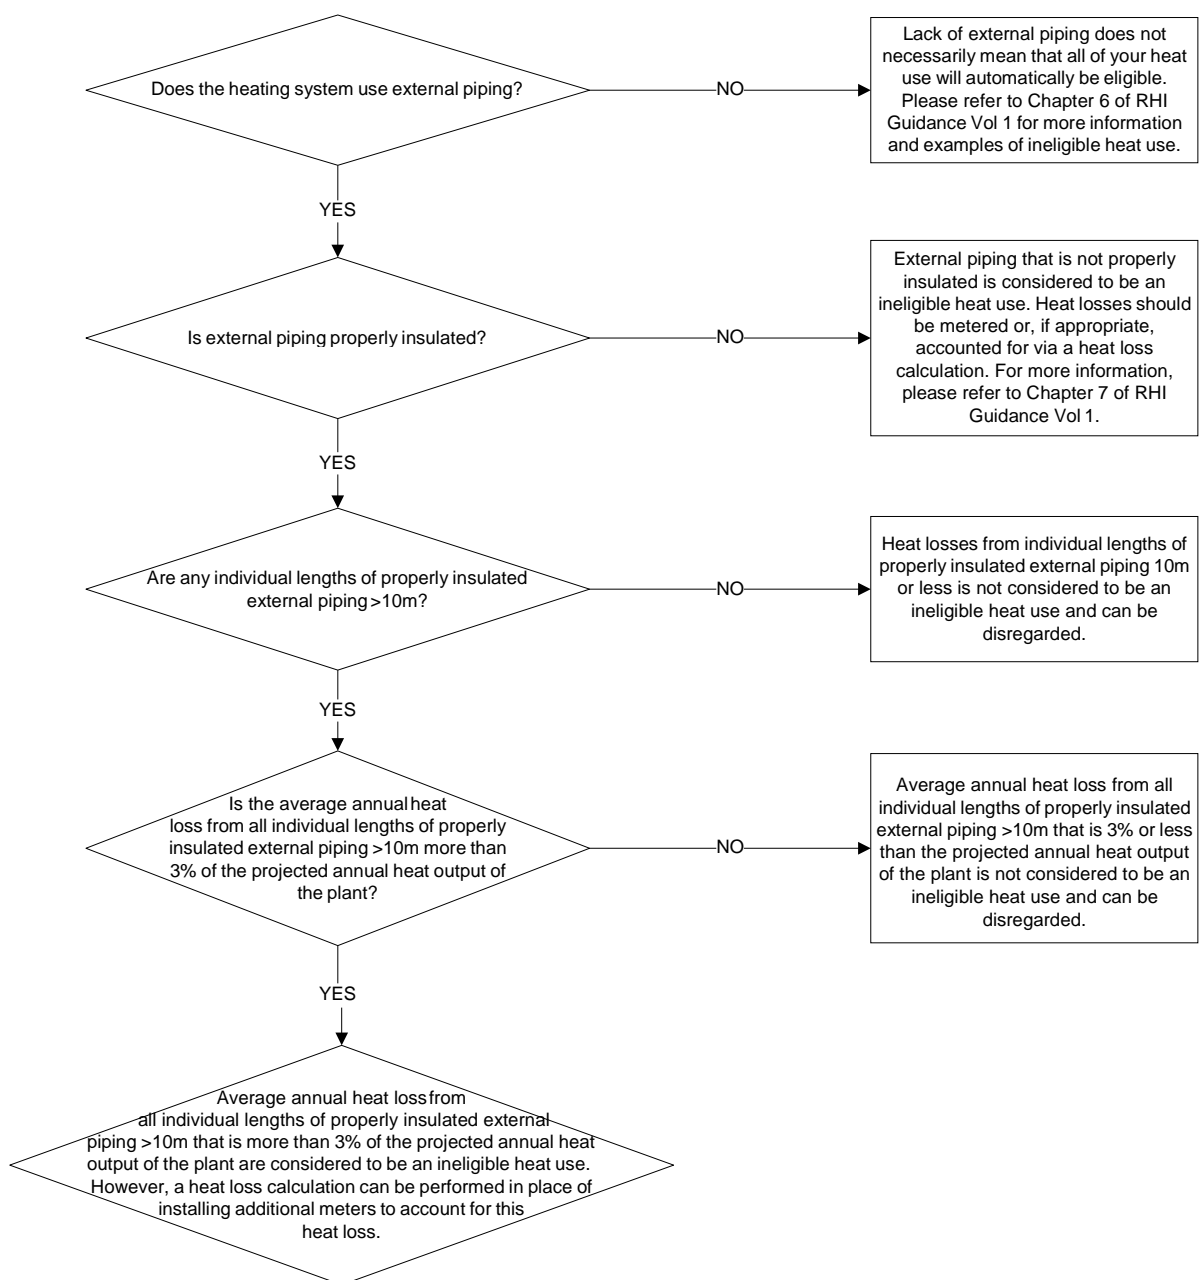 Does the heating system use external piping?
NO
Lack of external piping does not
necessarily mean that all of your heat
use will automatically be eligible.
Please refer to Chapter 6 of RHI
Guidance Vol 1 for more information
and examples of ineligible heat use.
YES
Is external piping properly insulated?
NO
External piping that is not properly
insulated is considered to be an
ineligible heat use. Heat losses should
be metered or, if appropriate,
accounted for via a heat loss
calculation. For more information,
please refer to Chapter 7 of RHI
Guidance Vol 1.
YES
Are any individual lengths of properly insulated
external piping >10m?
NO
Heat losses from individual lengths of
properly insulated external piping 10m
or less is not considered to be an
ineligible heat use and can be
disregarded.
YES
Is the average annual heat
loss from all individual lengths of properly
insulated external piping >10m more than
3% of the projected annual heat output of
the plant?
NO
Average annual heat loss from all
individual lengths of properly insulated
external piping >10m that is 3% or less
than the projected annual heat output
of the plant is not considered to be an
ineligible heat use and can be
disregarded.
YES
Average annual heat loss from
all individual lengths of properly insulated external
piping >10m that is more than 3% of the projected annual heat
output of the plant are considered to be an ineligible heat use.
However, a heat loss calculation can be performed in place of
installing additional meters to account for this
heat loss.